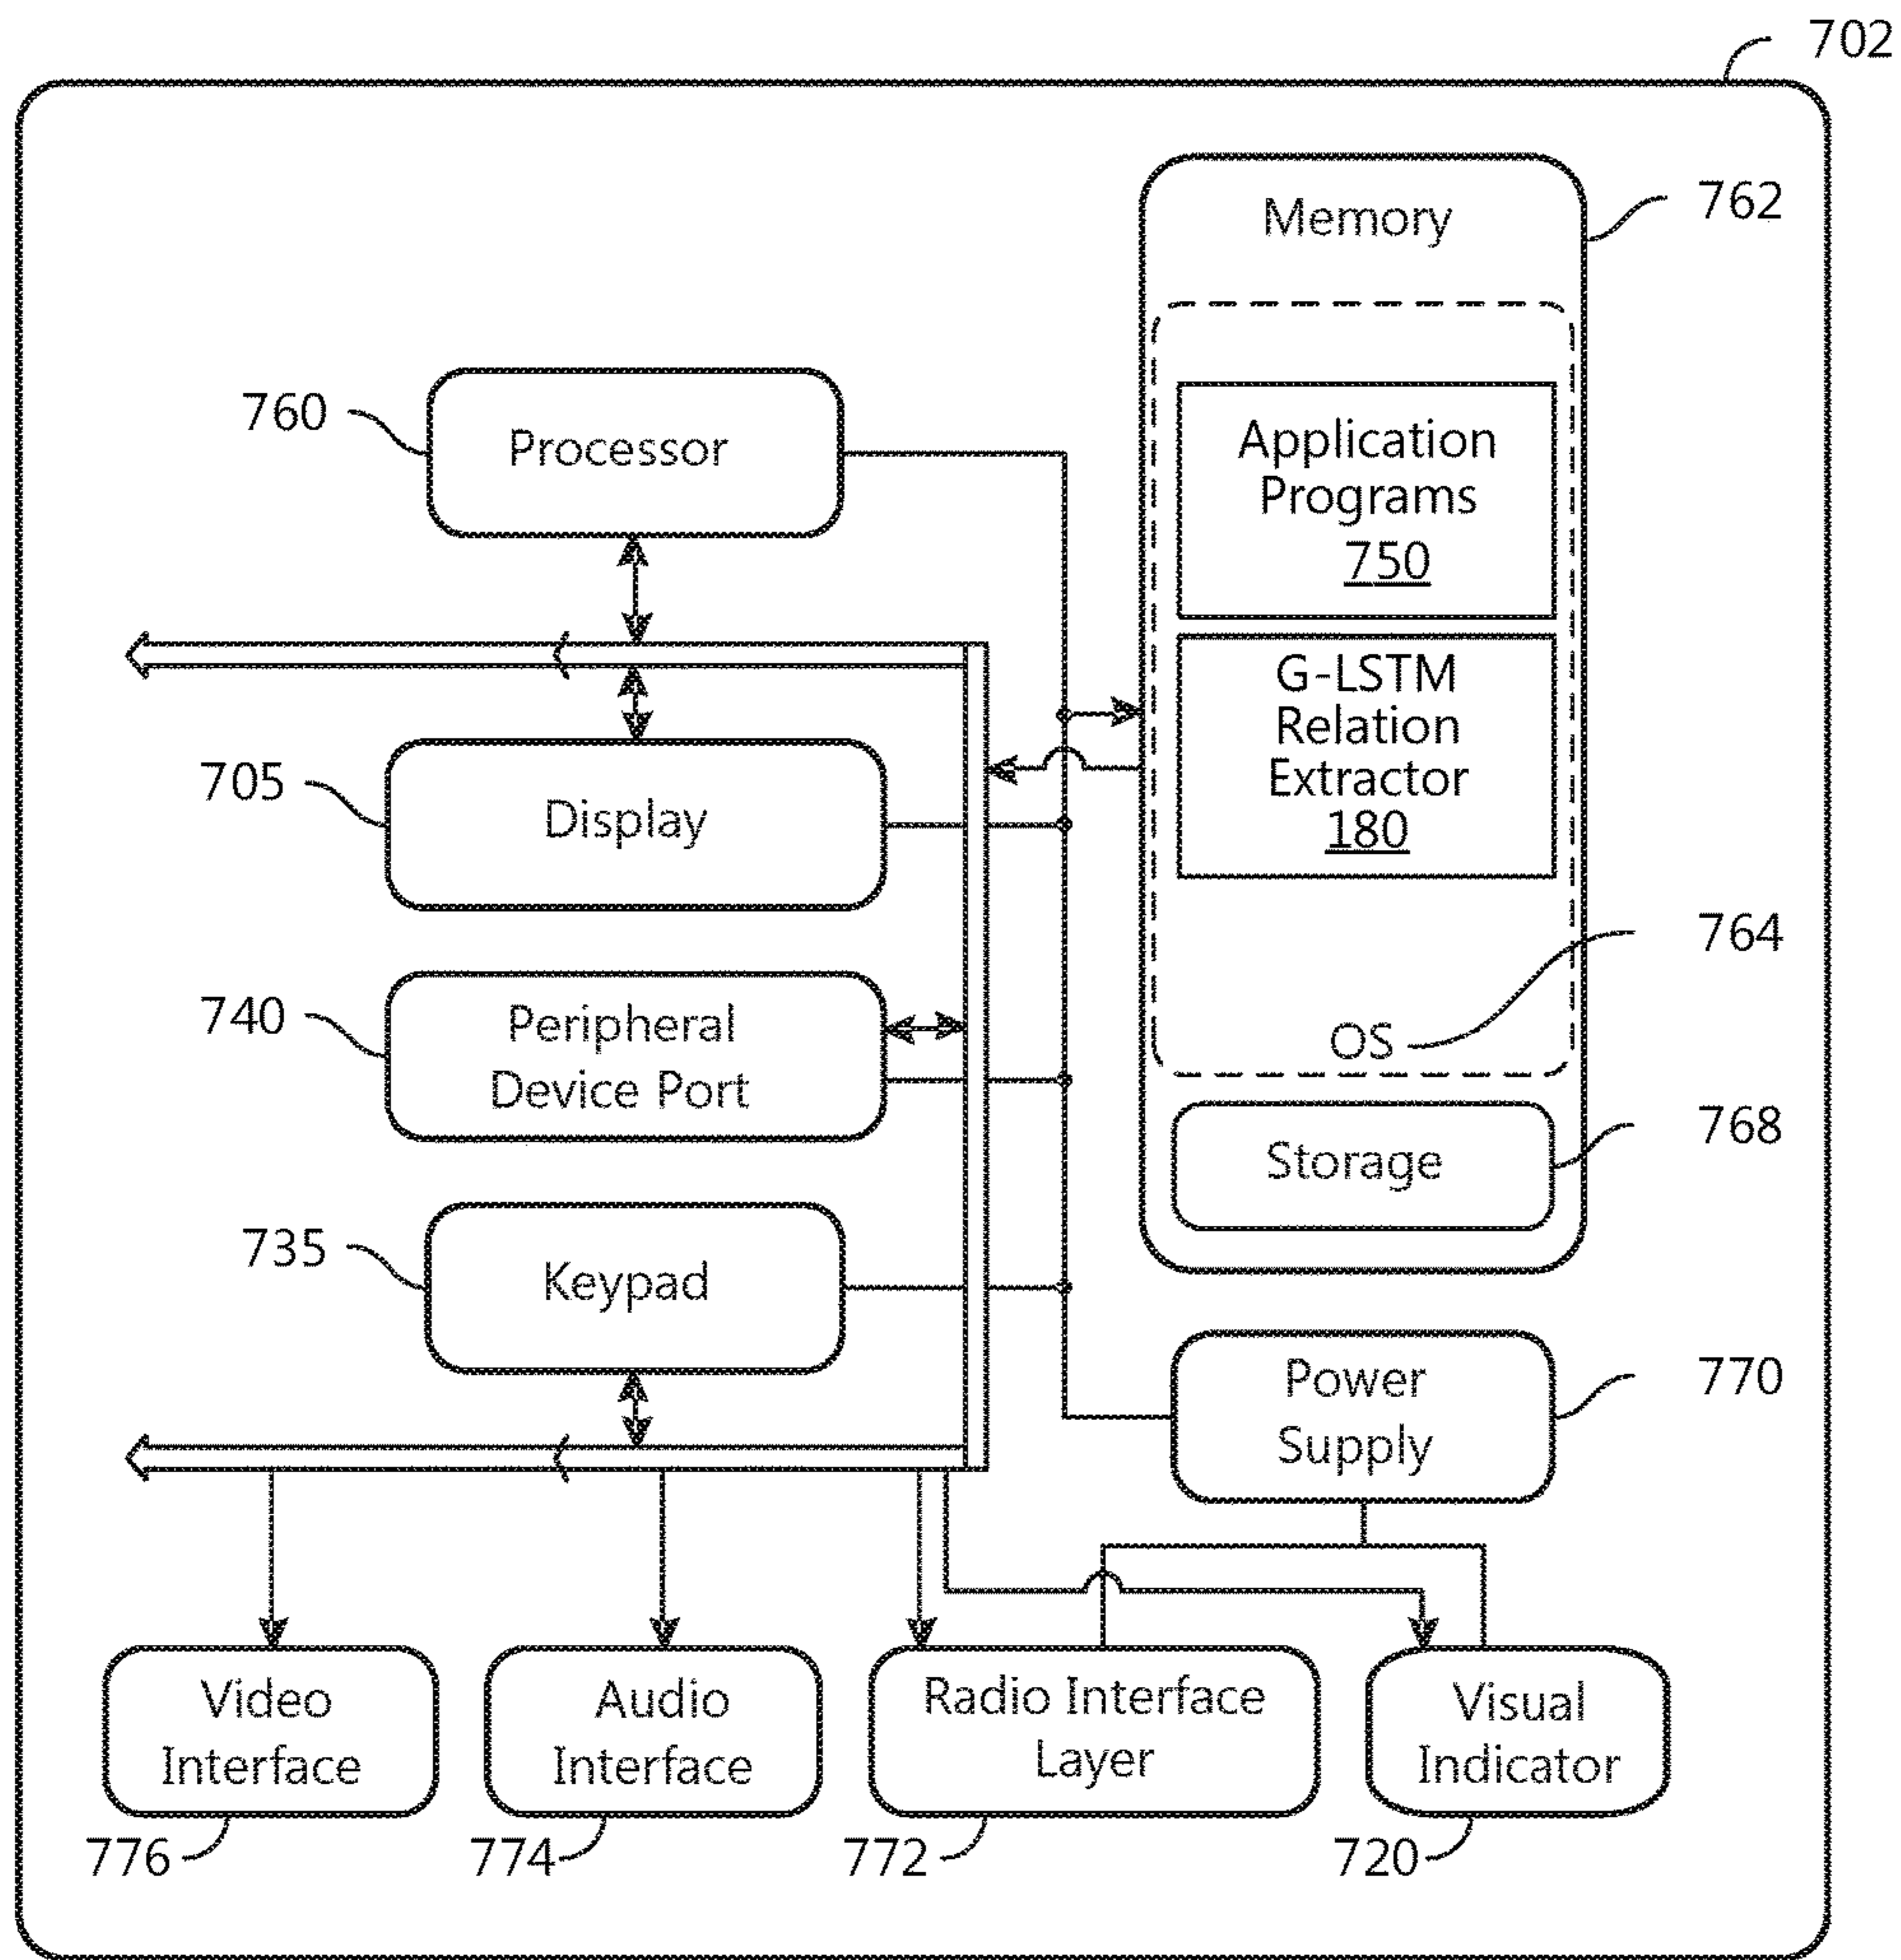 702
Memory
762
Application
Programs
750
760
Processor
G-LSTM
Relation
Extractor
180
705
Display
764
OS
740
Peripheral
Device Port
768
Storage
735
Keypad
770
Power
Supply
Video
Interface
776
Audio
Interface
774
Radio Interface
Layer
772
Visual
Indicator
720